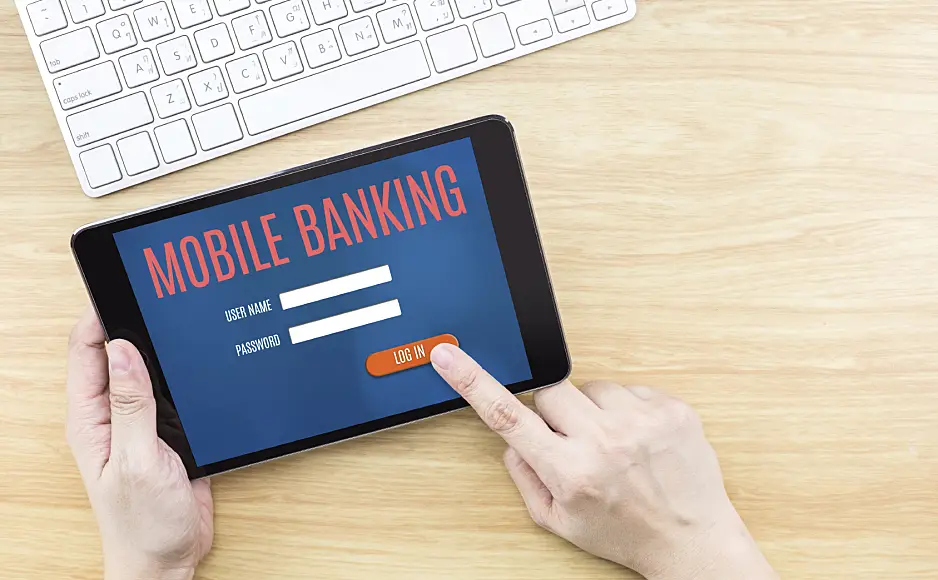 1
tab Q W E
caps lock A S D F G H
shift Z X C V B N M
MOBILE BANKING
USER NAME
PASSWORD
LOG IN